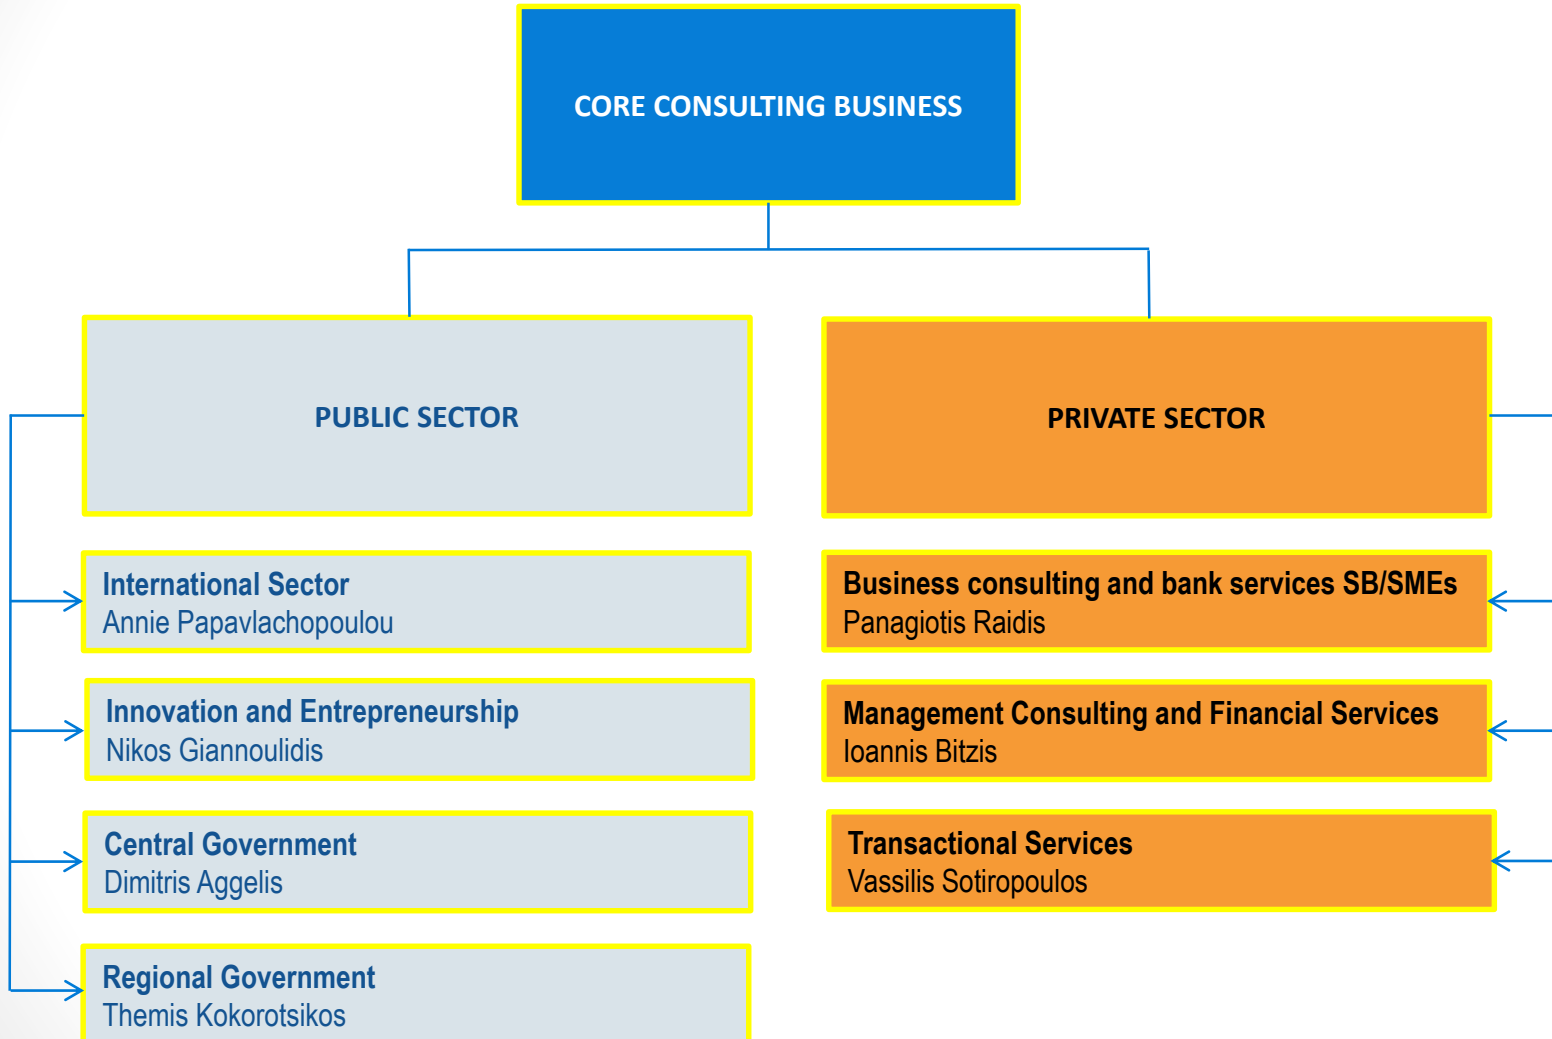 CORE CONSULTING BUSINESS
PUBLIC SECTOR
International Sector
Annie Papavlachopoulou
Innovation and Entrepreneurship
Nikos Giannoulidis
Central Government
Dimitris Aggelis
Regional Government
Themis Kokorotsikos
PRIVATE SECTOR
Business consulting and bank services SB/SMEs
Panagiotis Raidis
Management Consulting and Financial Services
Ioannis Bitzis
Transactional Services
Vassilis Sotiropoulos